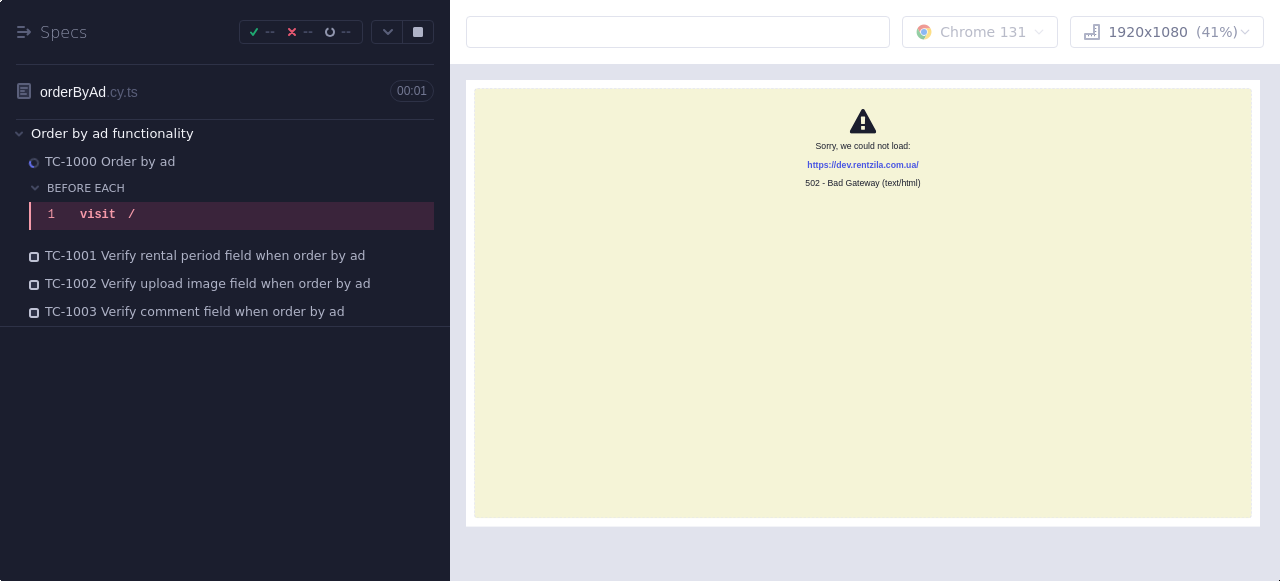 Specs
-- -- --
orderByAd.cy.ts
00:01
Order by ad functionality
TC-1000 Order by ad
BEFORE EACH
1 visit /
TC-1001 Verify rental period field when order by ad
TC-1002 Verify upload image field when order by ad
TC-1003 Verify comment field when order by ad
Chrome 131
1920x1080 (41%)
Sorry, we could not load:
https://dev.rentzila.com.ua/
502 - Bad Gateway (text/html)